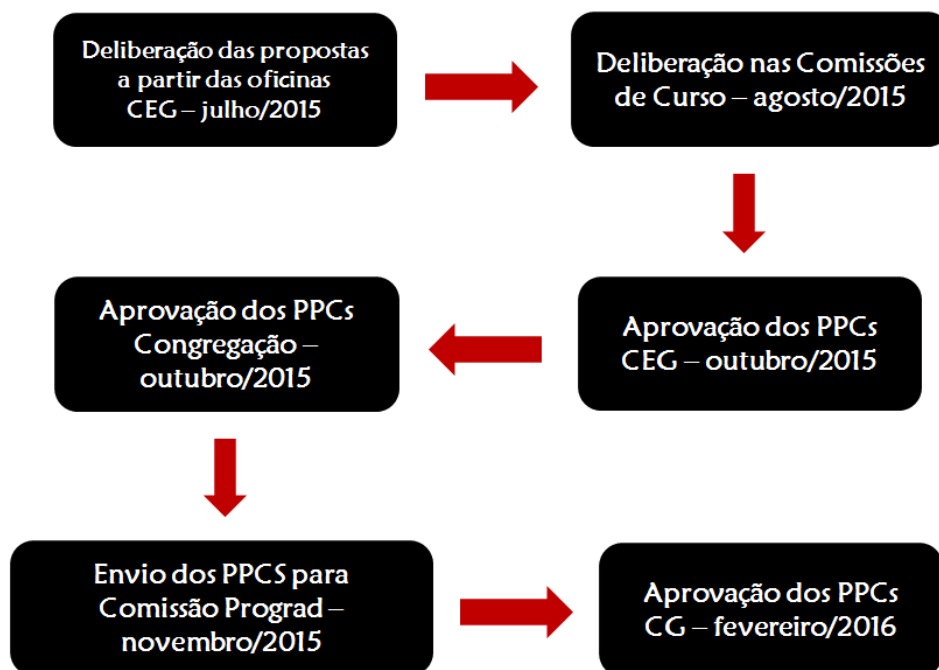 Deliberação das propostas
a partir das oficinas
CEG – julho/2015
Deliberação nas Comissões
de Curso – agosto/2015
Aprovação dos PPCs
CEG – outubro/2015
Aprovação dos PPCs
Congregação –
outubro/2015
Envio dos PPCS para
Comissão Prograd –
novembro/2015
Aprovação dos PPCs
CG – fevereiro/2016